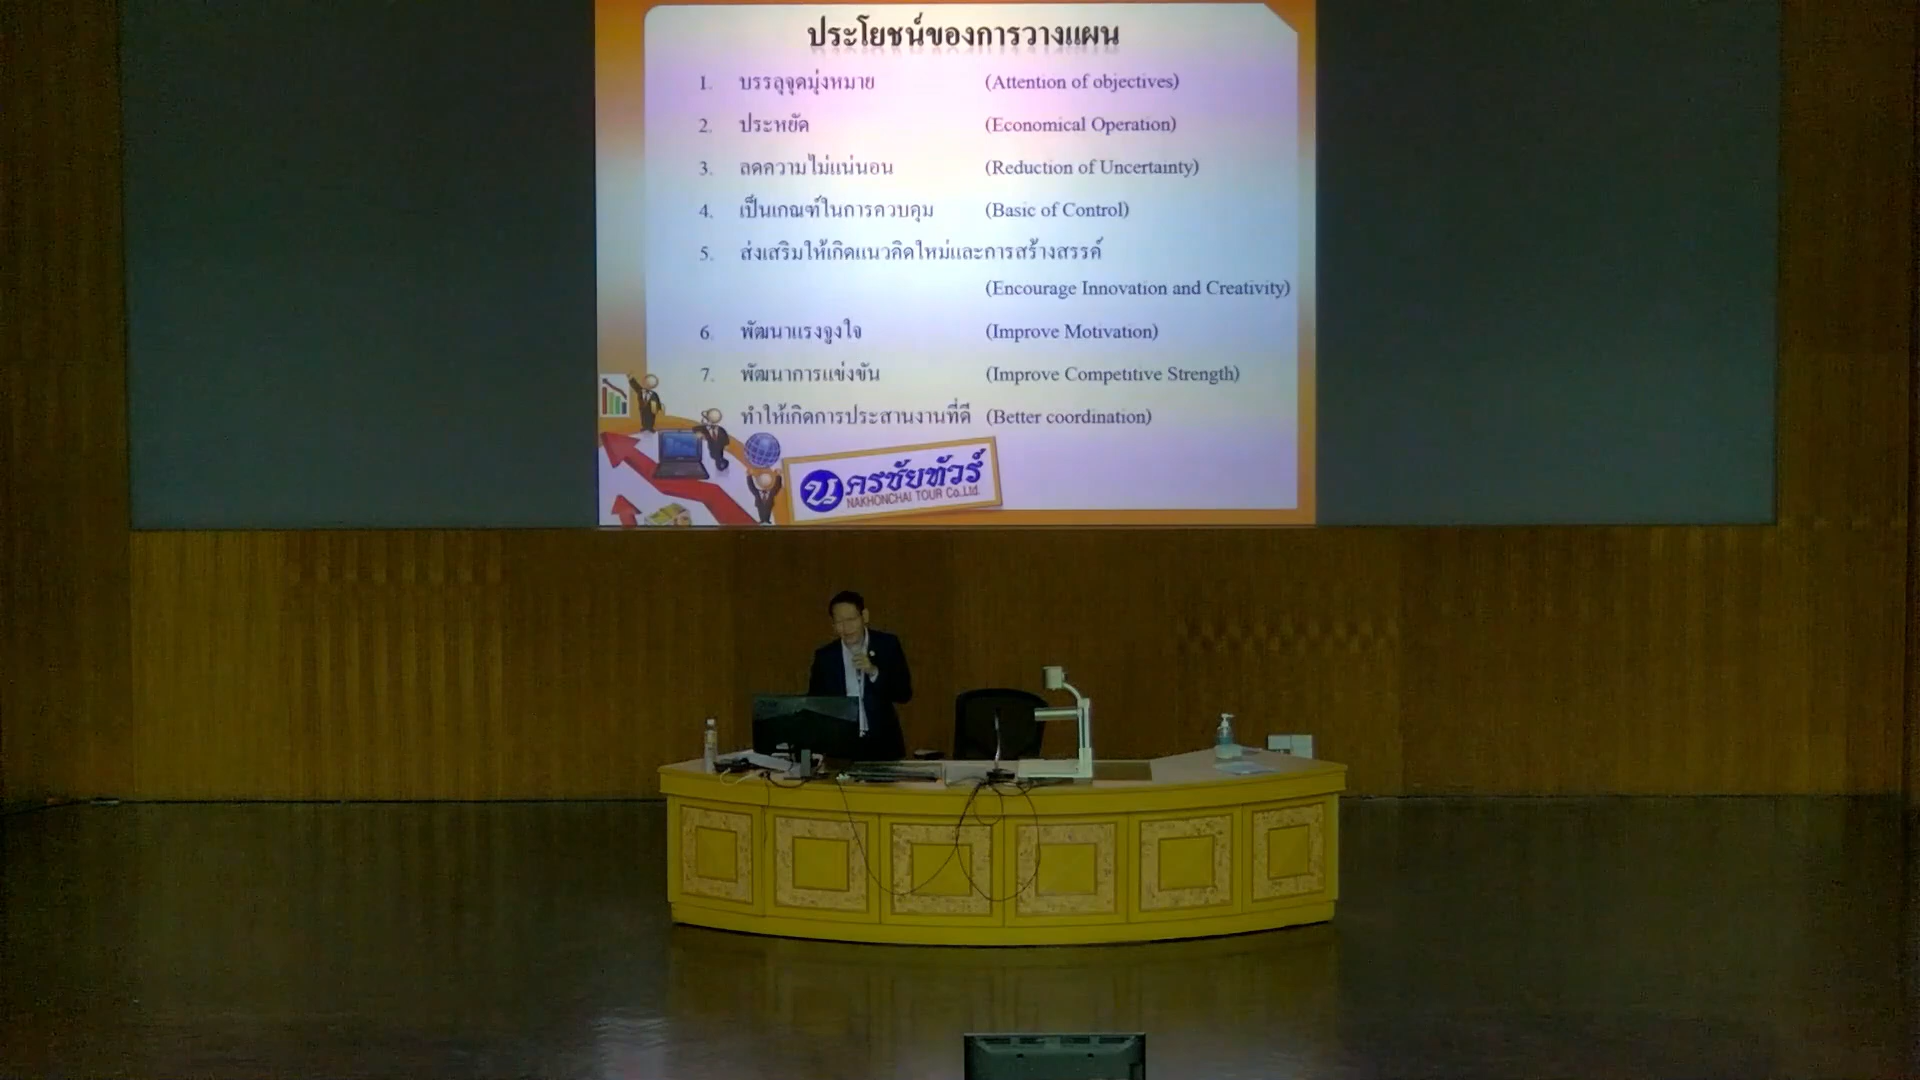 ประโยชน์ของการวางแผน
1. บรรลุจุดมุ่งหมาย (Attention of objectives)
2. ประหยัด (Economical Operation)
3. ลดความไม่แน่นอน (Reduction of Uncertainty)
4. เป็นเกณฑ์ในการควบคุม (Basic of Control)
5. ส่งเสริมให้เกิดแนวคิดใหม่และการสร้างสรรค์
(Encourage Innovation and Creativity)
6. พัฒนาแรงจูงใจ (Improve Motivation)
7. พัฒนาการแข่งขัน (Improve Competitive Strength)
8. ทำให้เกิดการประสานงานที่ดี (Better coordination)
นครชัยทัวร์
NAKHONCHAI TOUR Co.,Ltd.